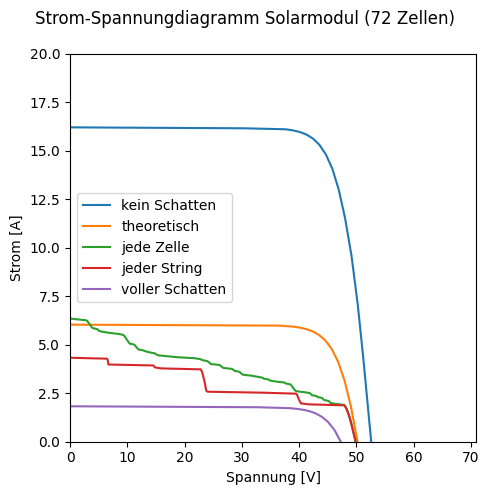 Strom-Spannungdiagramm Solarmodul (72 Zellen)
20.0
17.5
15.0
12.5
10.0
7.5
5.0
2.5
0.0
Strom [A]
kein Schatten
theoretisch
jede Zelle
jeder String
voller Schatten
0 10 20 30 40 50 60 70
Spannung [V]